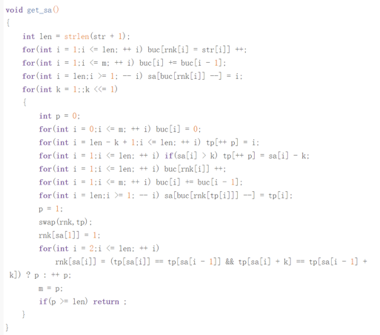 void get_sa()
{
int len = strlen(str + 1);
for(int i = 1;i <= len; ++ i) buc[rnk[i] = str[i]] ++;
for(int i = 1;i <= m; ++ i) buc[i] += buc[i - 1];
for(int i = len;i >= 1; -- i) sa[buc[rnk[i]] --] = i;
for(int k = 1;;k <<= 1)
{
int p = 0;
for(int i = 0;i <= m; ++ i) buc[i] = 0;
for(int i = len - k + 1;i <= len; ++ i) tp[++ p] = i;
for(int i = 1;i <= len; ++ i) if(sa[i] > k) tp[++ p] = sa[i] - k;
for(int i = 1;i <= len; ++ i) buc[rnk[i]] ++;
for(int i = 1;i <= m; ++ i) buc[i] += buc[i - 1];
for(int i = len;i >= 1; -- i) sa[buc[rnk[tp[i]]] --] = tp[i];
p = 1;
swap(rnk,tp);
rnk[sa[1]] = 1;
for(int i = 2;i <= len; ++ i)
rnk[sa[i]] = (tp[sa[i]] == tp[sa[i - 1]] && tp[sa[i] + k] == tp[sa[i - 1] +
k]) ? p : ++ p;
m = p;
if(p >= len) return ;
}
}